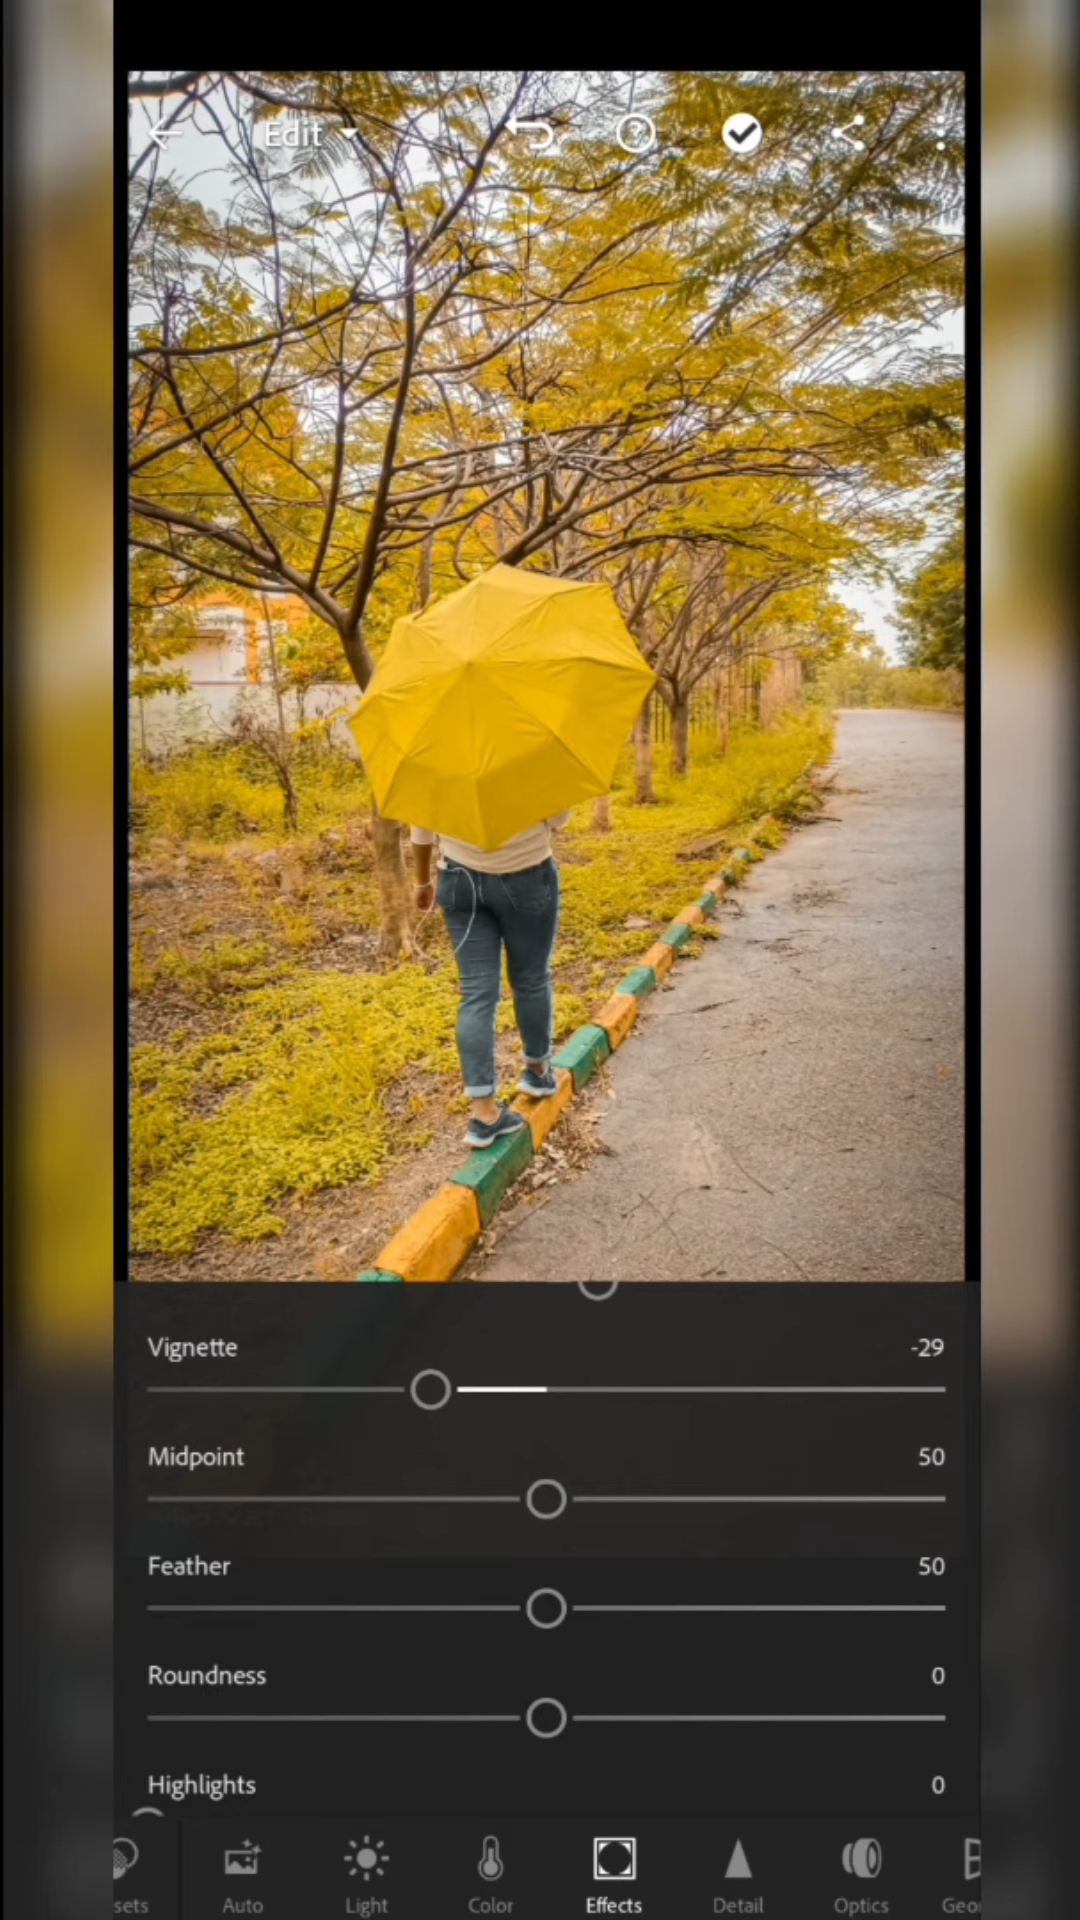 Edit
Vignette -29
Midpoint 50
Feather 50
Roundness 0
Highlights 0
sets Auto Light Color Effects Detail Optics Geo